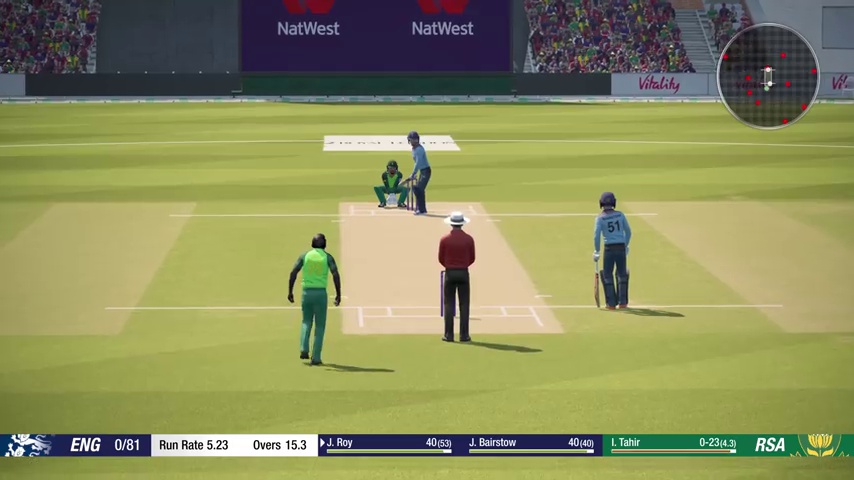 NatWest NatWest
Vitality
51
ENG 0/81 Run Rate 5.23 Overs 15.3 J. Roy 40(53) J. Bairstow 40(40) I. Tahir 0-23(4.3) RSA